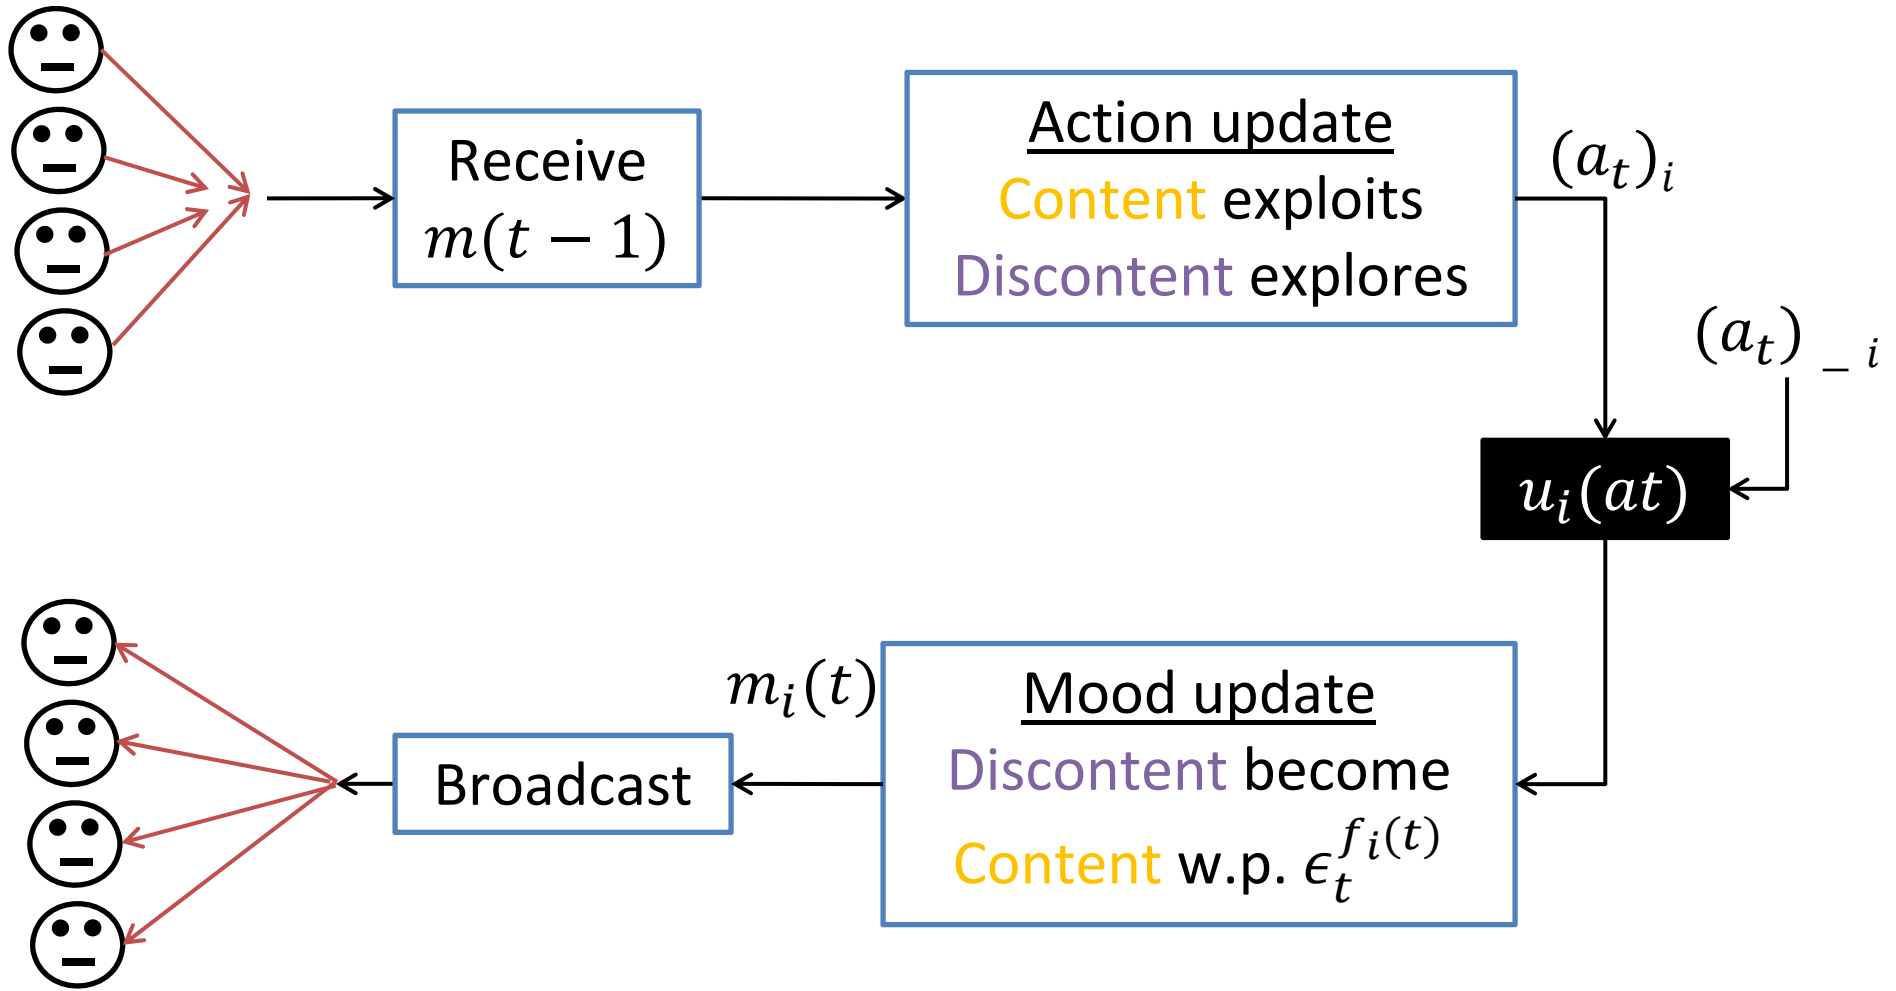 Receive
m(t − 1)
Action update
Content exploits
Discontent explores
(a_t)_i
(a_t)_{_ i}
u_i(at)
Mood update
Discontent become
Content w.p. ϵ_t^{f_i(t)}
m_i(t)
Broadcast